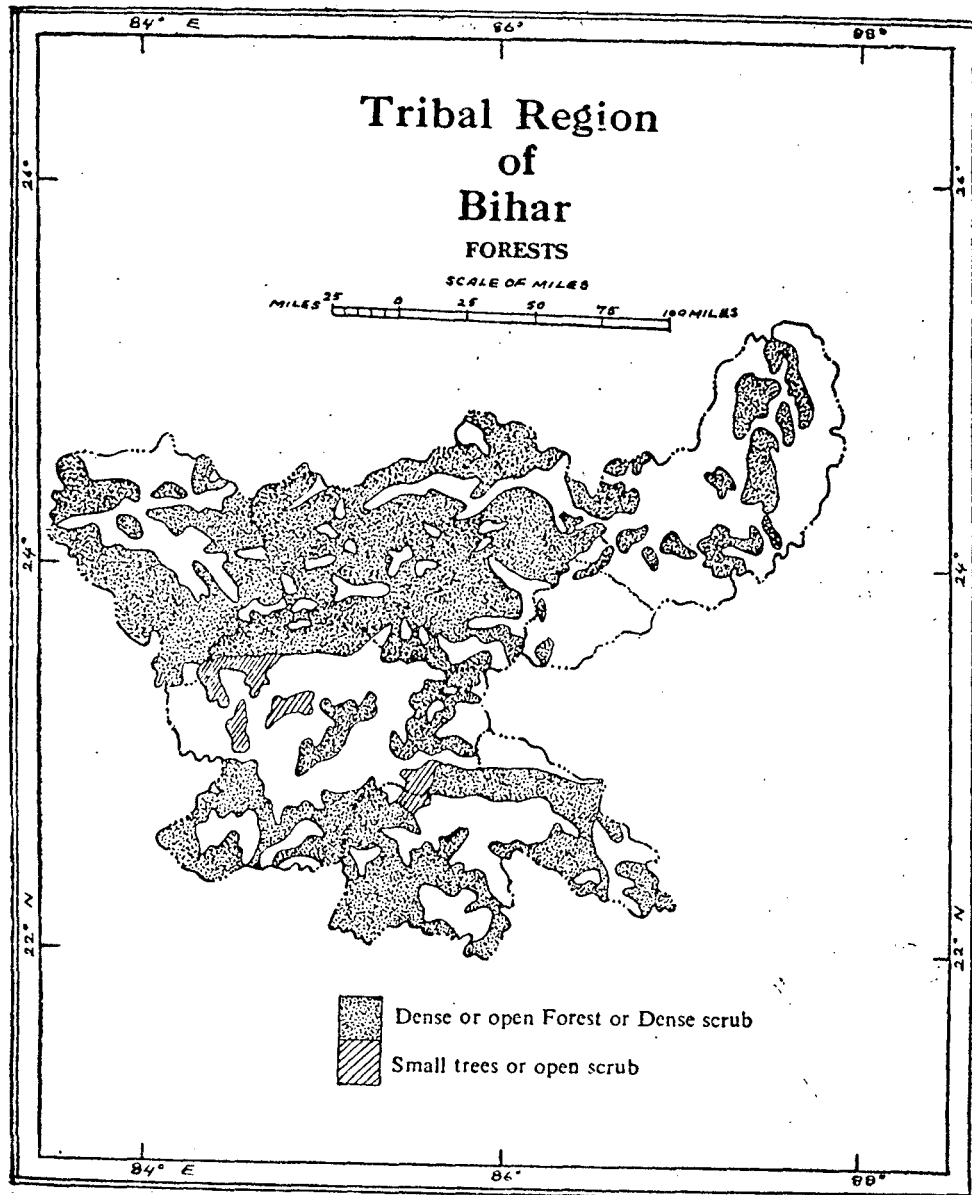 84° E 86° 88°
Tribal Region
of
Bihar
FORESTS
SCALE OF MILES
MILES 25 0 25 50 75 100 MILES
26° 26°
24° 24°
22° N 22° N
Dense or open Forest or Dense scrub
Small trees or open scrub
84° E 86° 88°